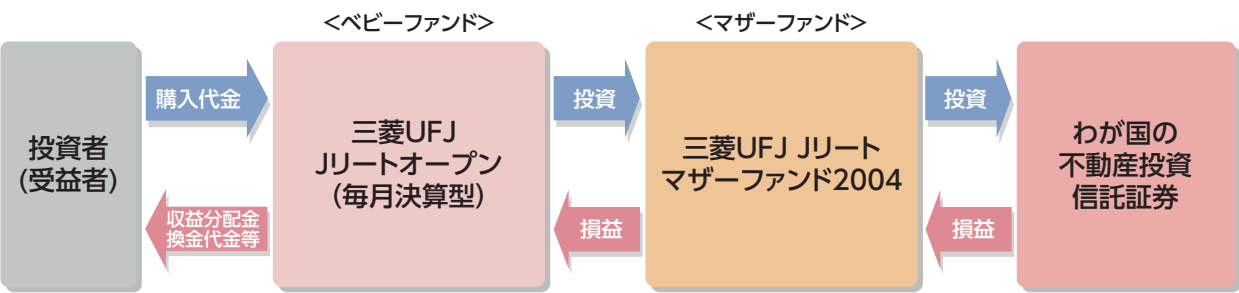 <ベビーファンド>
<マザーファンド>
投資者
(受益者)
購入代金
収益分配金
換金代金等
三菱UFJ
Jリートオープン
(毎月決算型)
投資
損益
三菱UFJ Jリート
マザーファンド2004
投資
損益
わが国の
不動産投資
信託証券